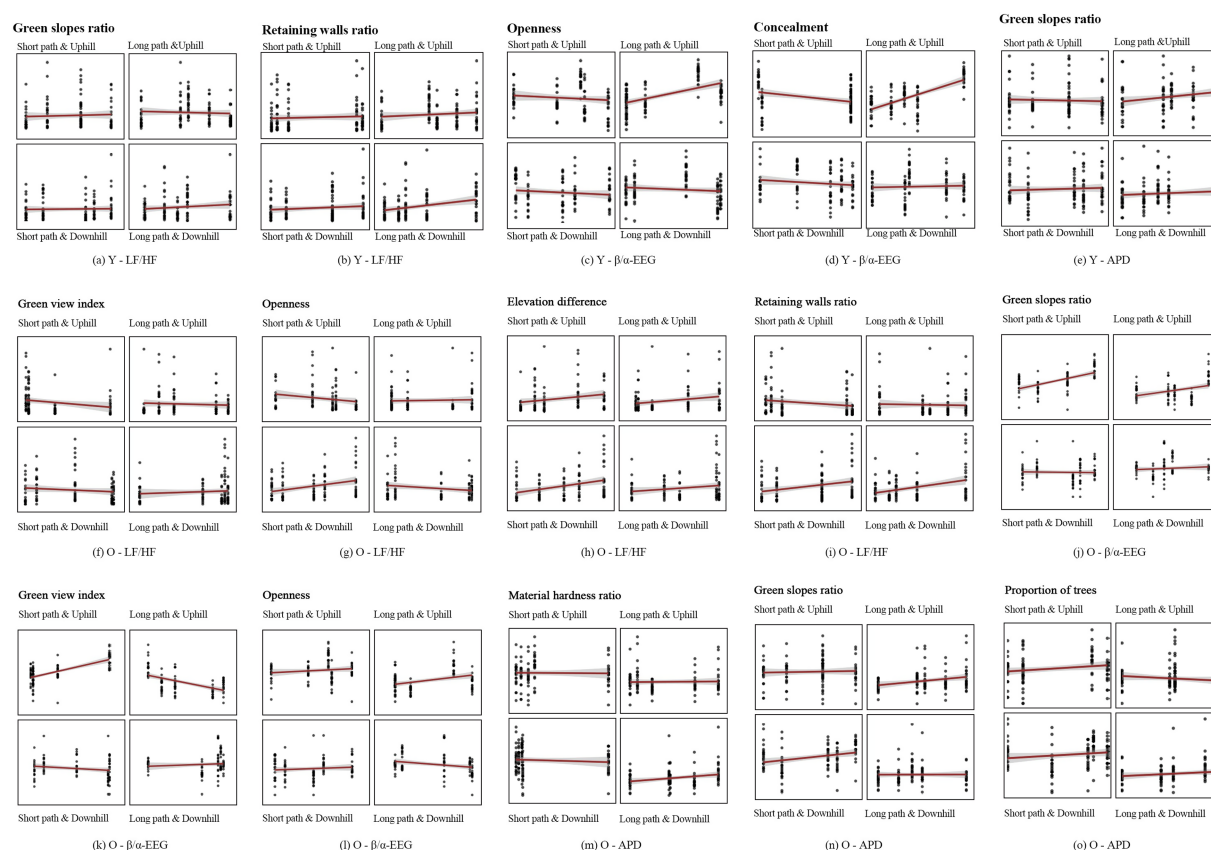 Green slopes ratio
Short path & Uphill Long path &Uphill
Short path & Downhill Long path & Downhill
(a) Y - LF/HF
Retaining walls ratio
Short path & Uphill Long path & Uphill
Short path & Downhill Long path & Downhill
(b) Y - LF/HF
Openness
Short path & Uphill Long path & Uphill
Short path & Downhill Long path & Downhill
(c) Y - β/α-EEG
Concealment
Short path & Uphill Long path & Uphill
Short path & Downhill Long path & Downhill
(d) Y - β/α-EEG
Green slopes ratio
Short path & Uphill Long path &Uphill
Short path & Downhill Long path & Downhill
(e) Y - APD
Green view index
Short path & Uphill Long path & Uphill
Short path & Downhill Long path & Downhill
(f) O - LF/HF
Openness
Short path & Uphill Long path & Uphill
Short path & Downhill Long path & Downhill
(g) O - LF/HF
Elevation difference
Short path & Uphill Long path & Uphill
Short path & Downhill Long path & Downhill
(h) O - LF/HF
Retaining walls ratio
Short path & Uphill Long path & Uphill
Short path & Downhill Long path & Downhill
(i) O - LF/HF
Green slopes ratio
Short path & Uphill Long path & Uphill
Short path & Downhill Long path & Downhill
(j) O - β/α-EEG
Green view index
Short path & Uphill Long path & Uphill
Short path & Downhill Long path & Downhill
(k) O - β/α-EEG
Openness
Short path & Uphill Long path & Uphill
Short path & Downhill Long path & Downhill
(l) O - β/α-EEG
Material hardness ratio
Short path & Uphill Long path & Uphill
Short path & Downhill Long path & Downhill
(m) O - APD
Green slopes ratio
Short path & Uphill Long path & Uphill
Short path & Downhill Long path & Downhill
(n) O - APD
Proportion of trees
Short path & Uphill Long path & Uphill
Short path & Downhill Long path & Downhill
(o) O - APD